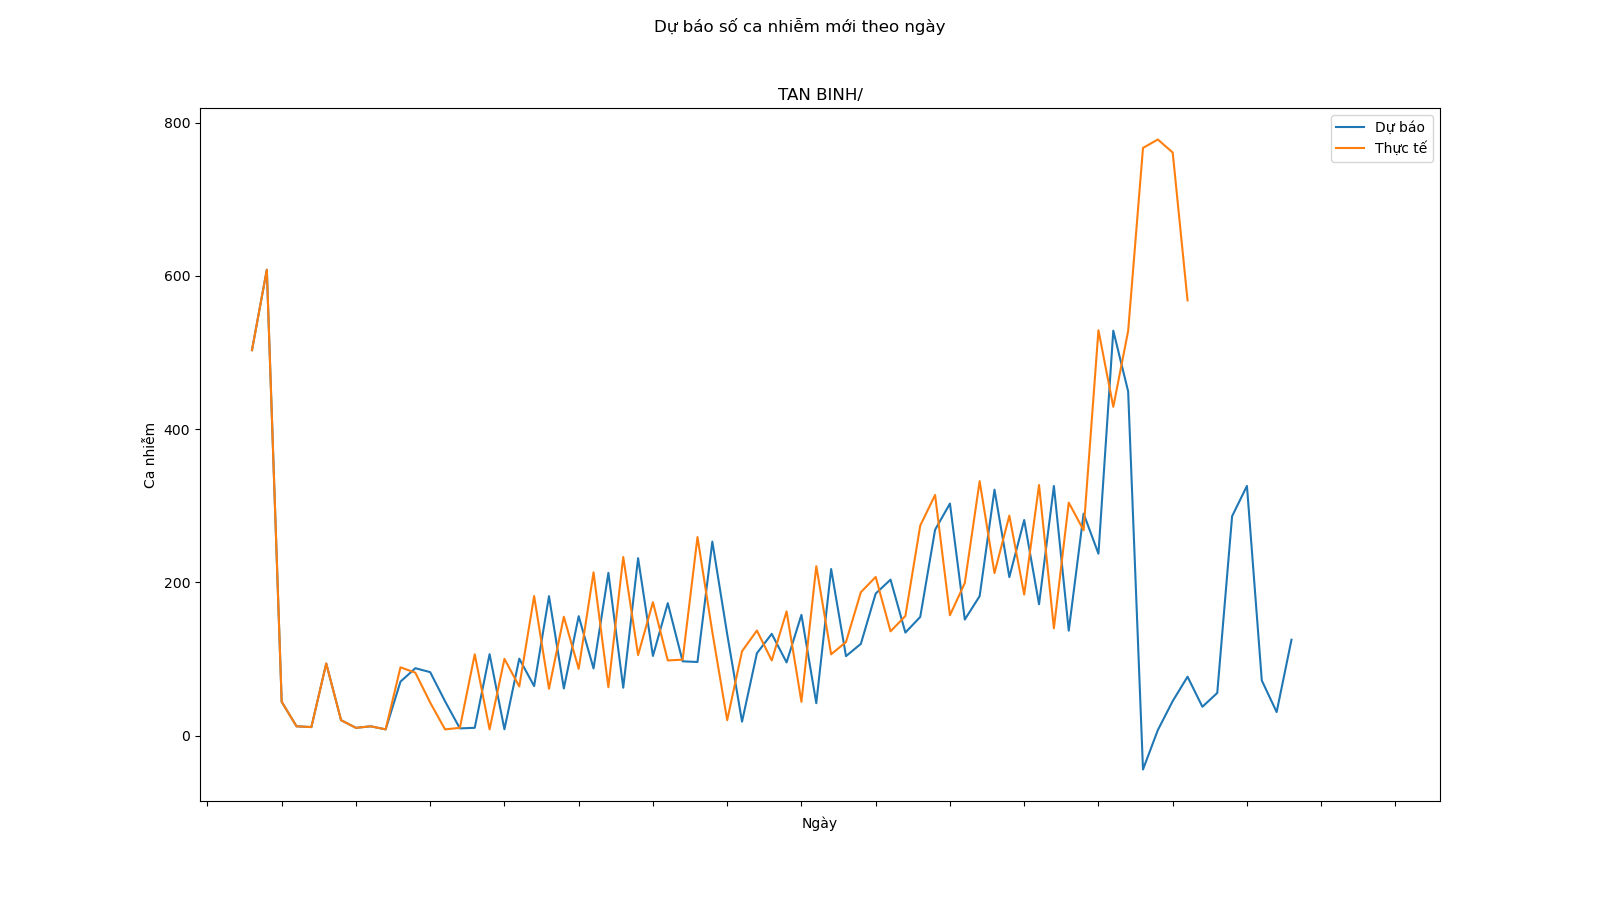 Dự báo số ca nhiễm mới theo ngày
TAN BINH/
Dự báo
Thực tế
800
600
400
200
0
Ca nhiễm
Ngày